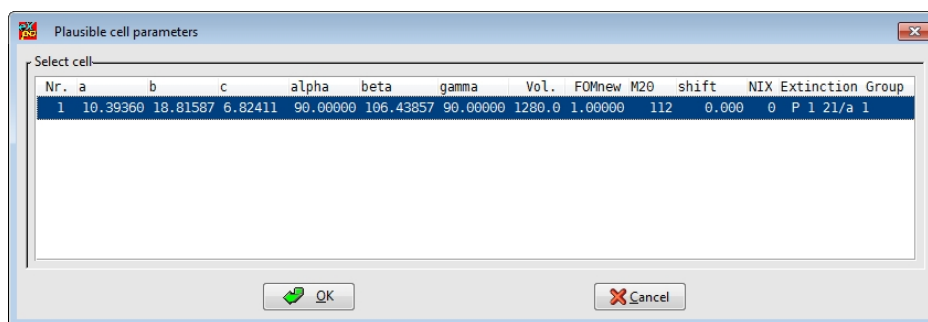 Plausible cell parameters
Select cell
Nr. a b c alpha beta gamma Vol. FOMnew M20 shift NIX Extinction Group
1 10.39360 18.81587 6.82411 90.00000 106.43857 90.00000 1280.0 1.00000 112 0.000 0 P 1 21/a 1
OK Cancel